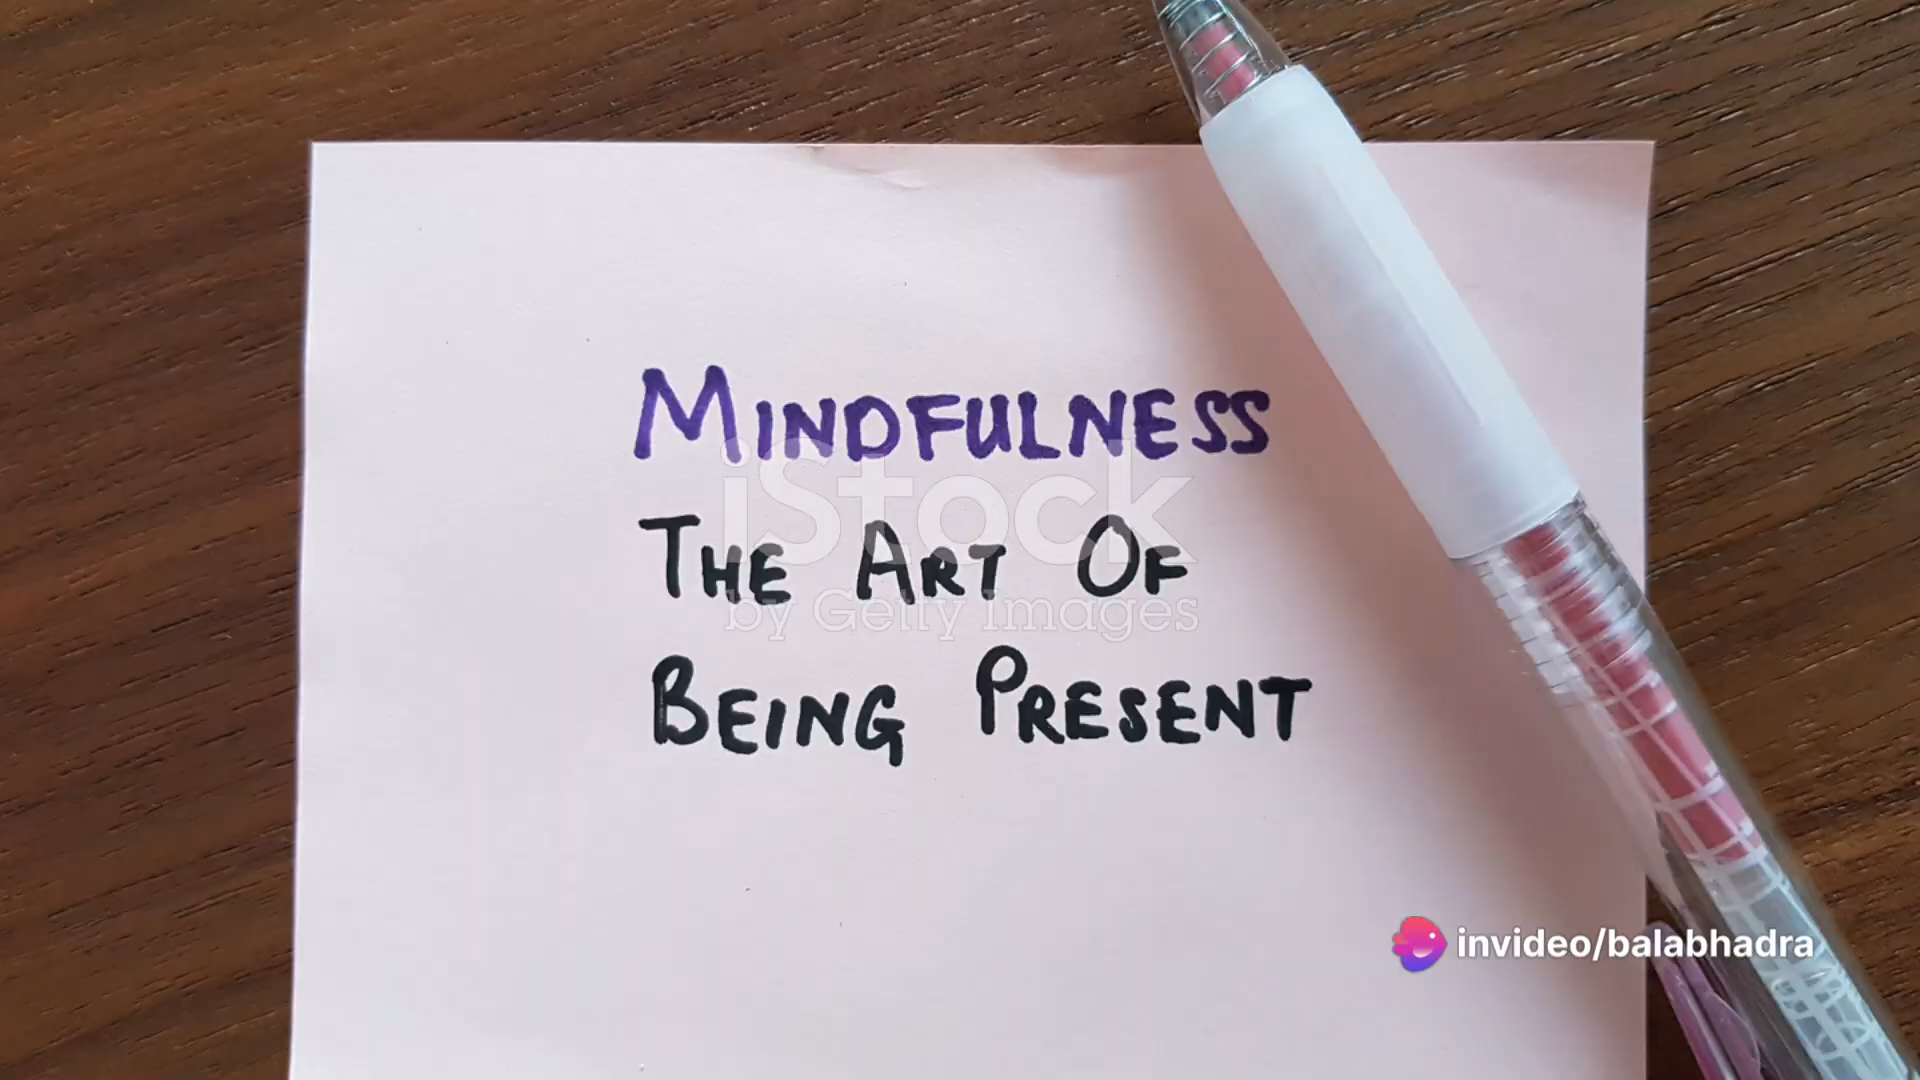 MINDFULNESS
iStock
THE ART OF
by Getty Images
BEING PRESENT
invideo/balabhadra